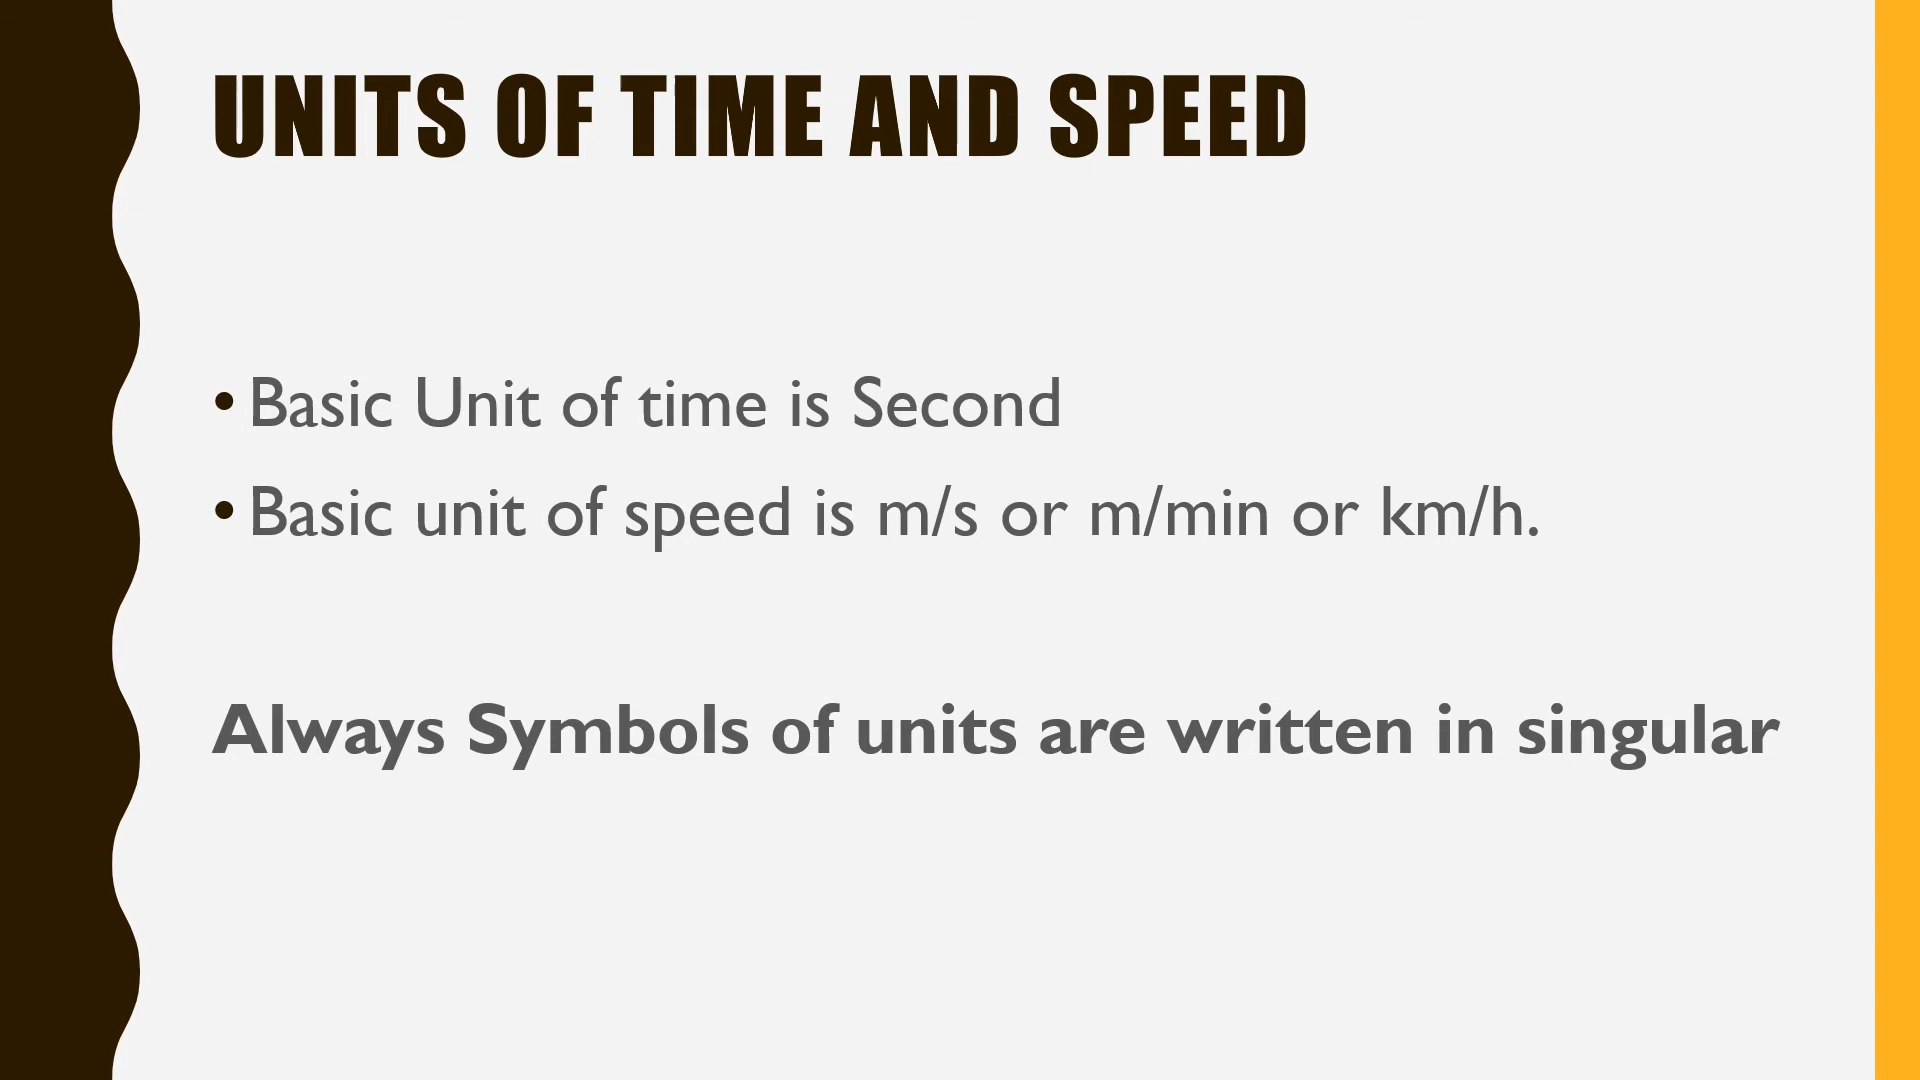 UNITS OF TIME AND SPEED
• Basic Unit of time is Second
• Basic unit of speed is m/s or m/min or km/h.
Always Symbols of units are written in singular